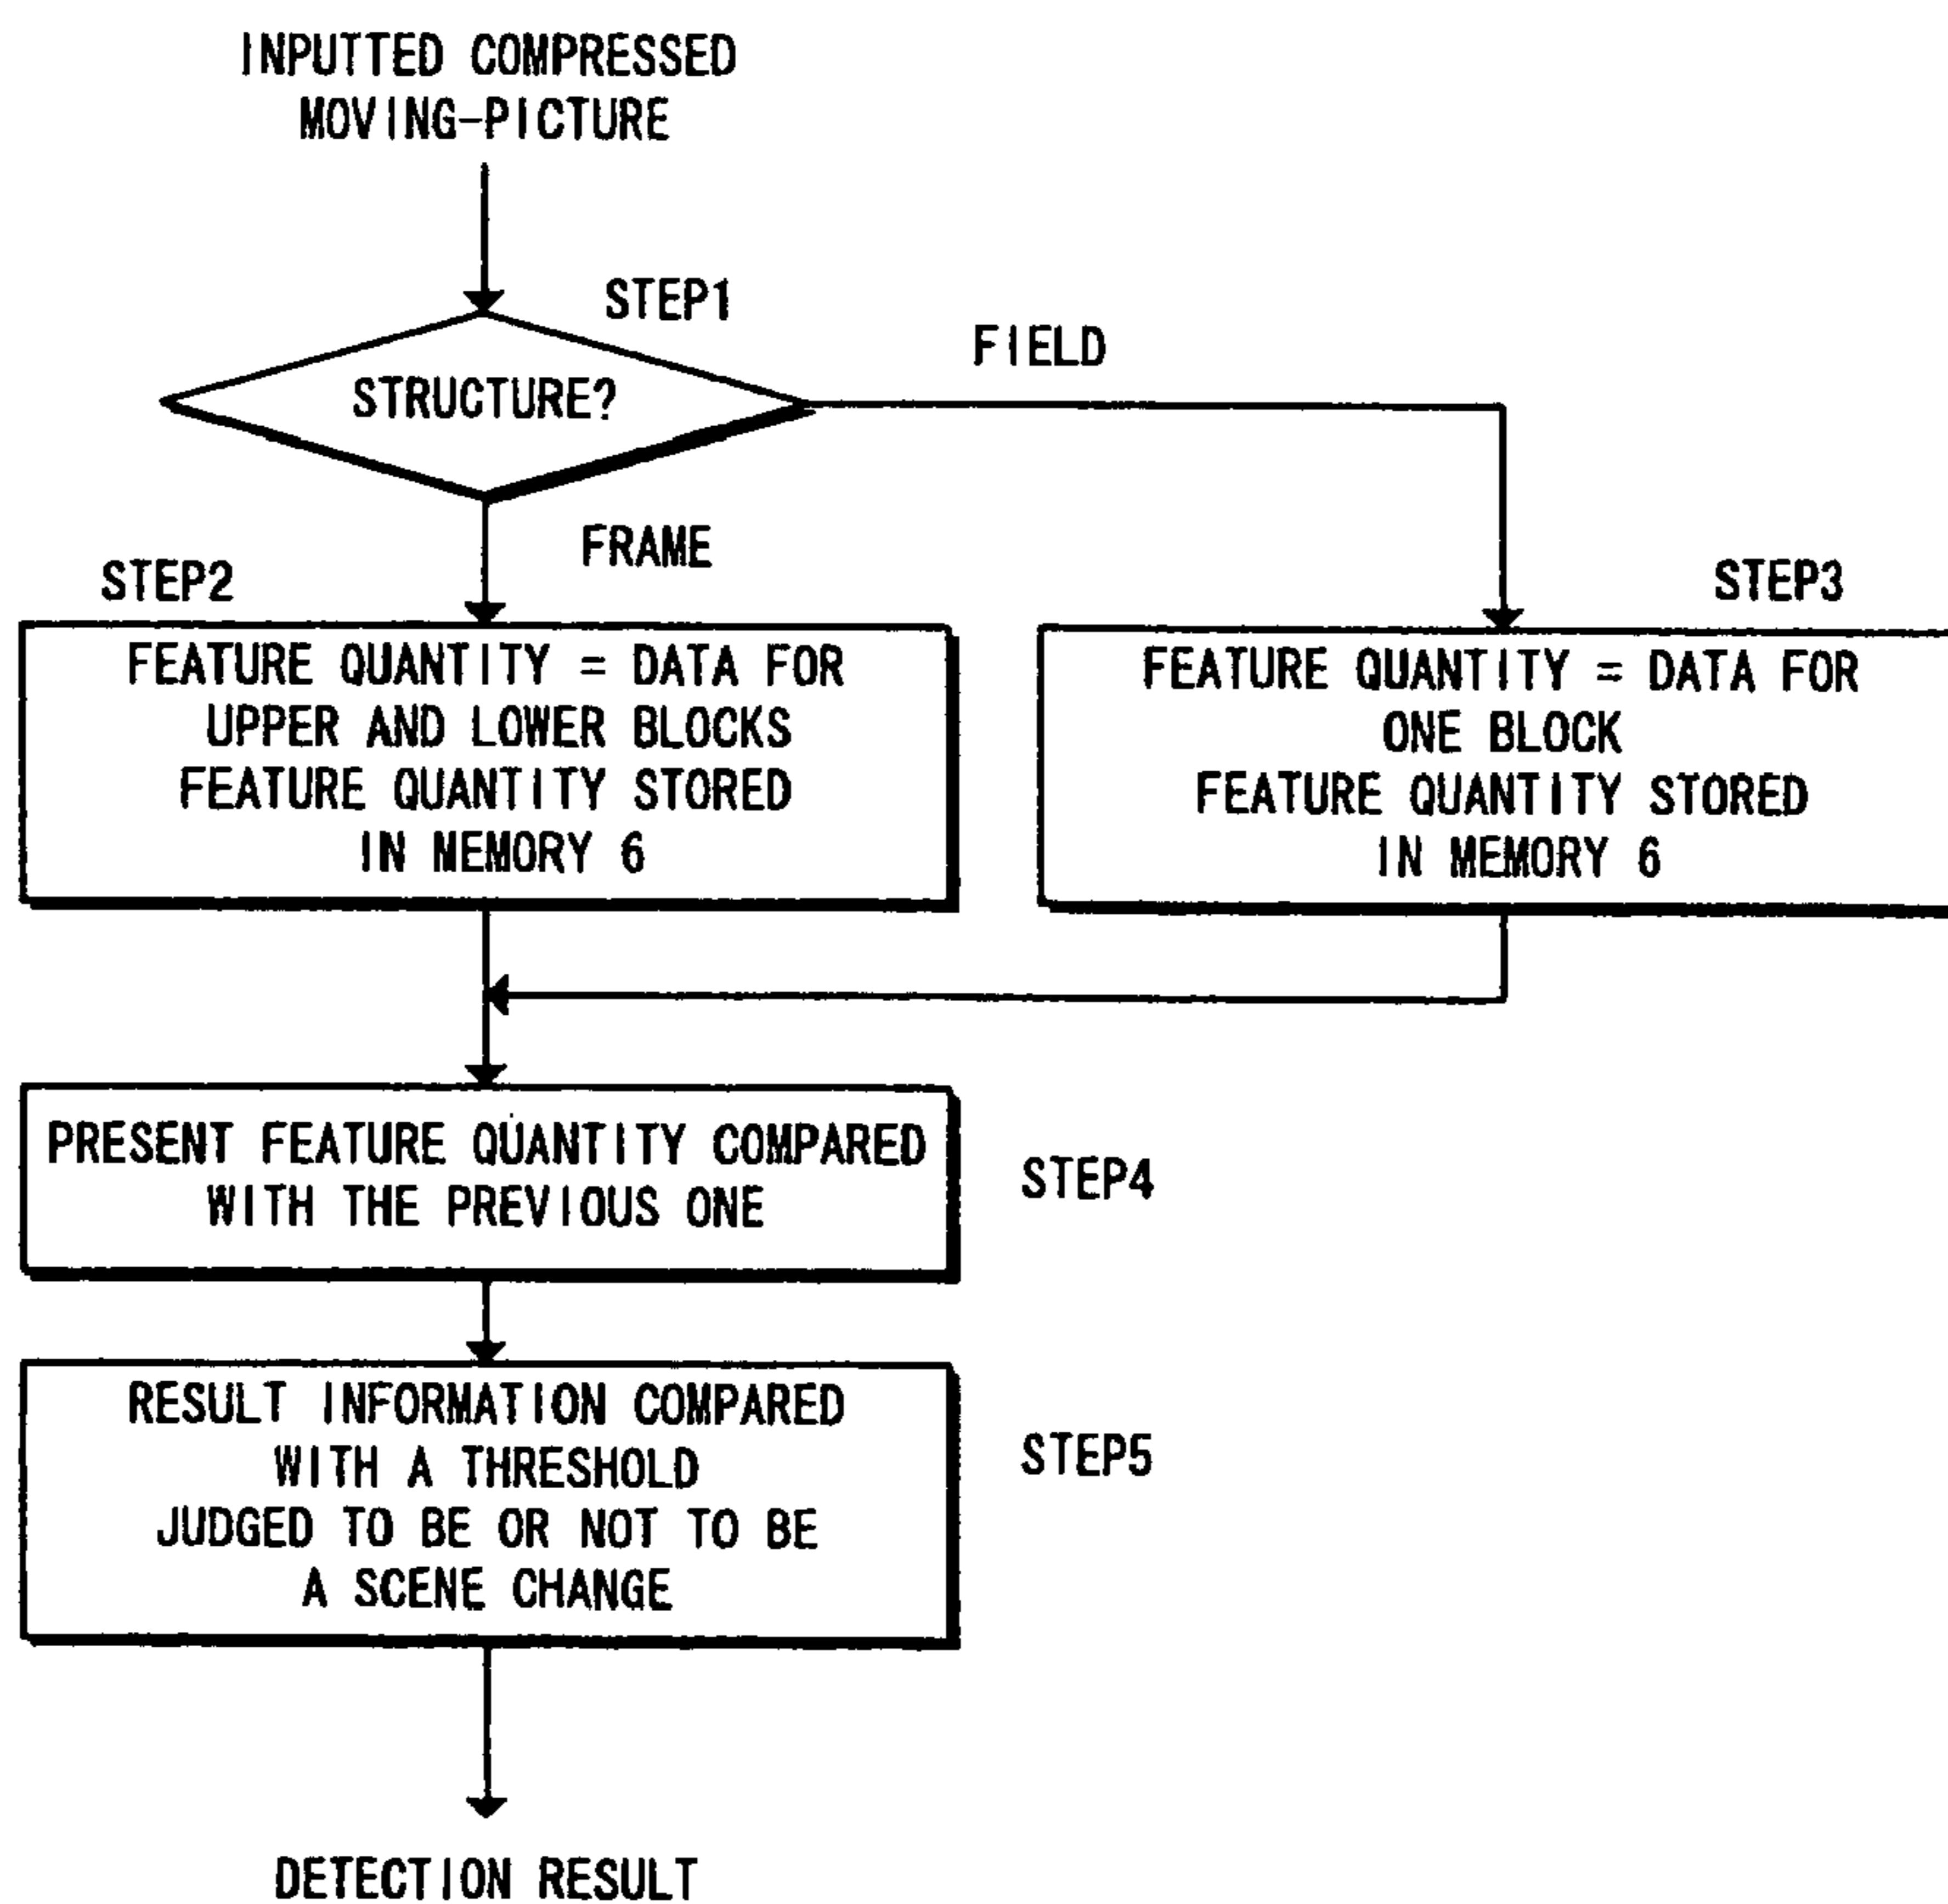 INPUTTED COMPRESSED
MOVING-PICTURE
STEP1
STRUCTURE?
FIELD
FRAME
STEP2
FEATURE QUANTITY = DATA FOR
UPPER AND LOWER BLOCKS
FEATURE QUANTITY STORED
IN MEMORY 6
STEP3
FEATURE QUANTITY = DATA FOR
ONE BLOCK
FEATURE QUANTITY STORED
IN MEMORY 6
PRESENT FEATURE QUANTITY COMPARED
WITH THE PREVIOUS ONE
STEP4
RESULT INFORMATION COMPARED
WITH A THRESHOLD
JUDGED TO BE OR NOT TO BE
A SCENE CHANGE
STEP5
DETECTION RESULT